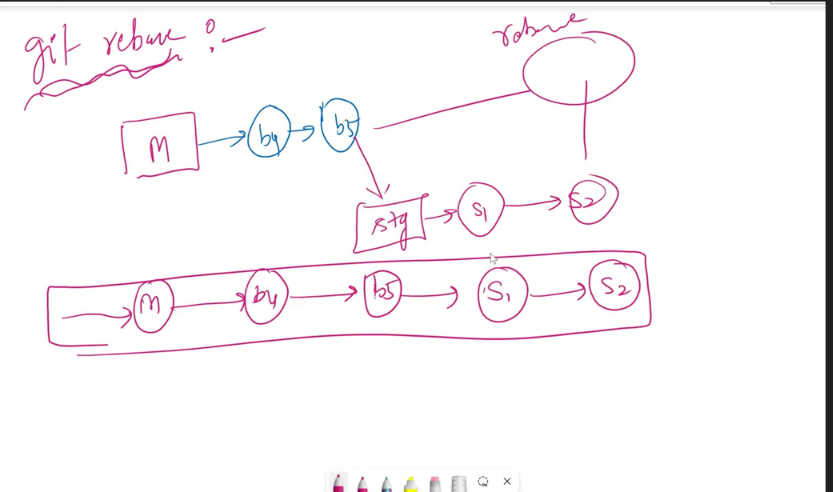 git rebase :-
rebase
M b4 b5
stg S1 S2
M b4 b5 S1 S2